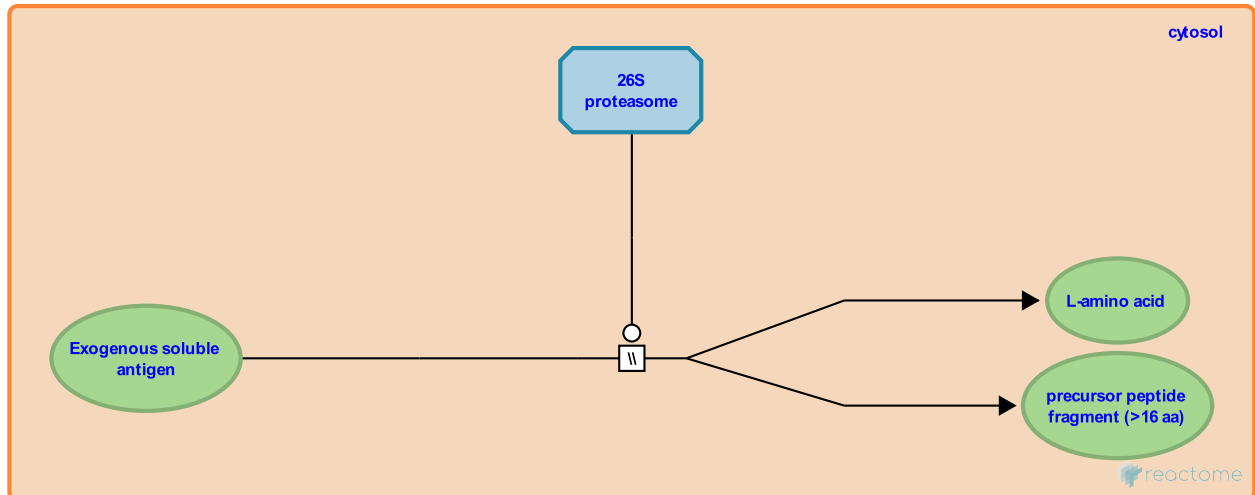 cytosol
26S
proteasome
Exogenous soluble
antigen
\\
L-amino acid
precursor peptide
fragment (>16 aa)
reactome